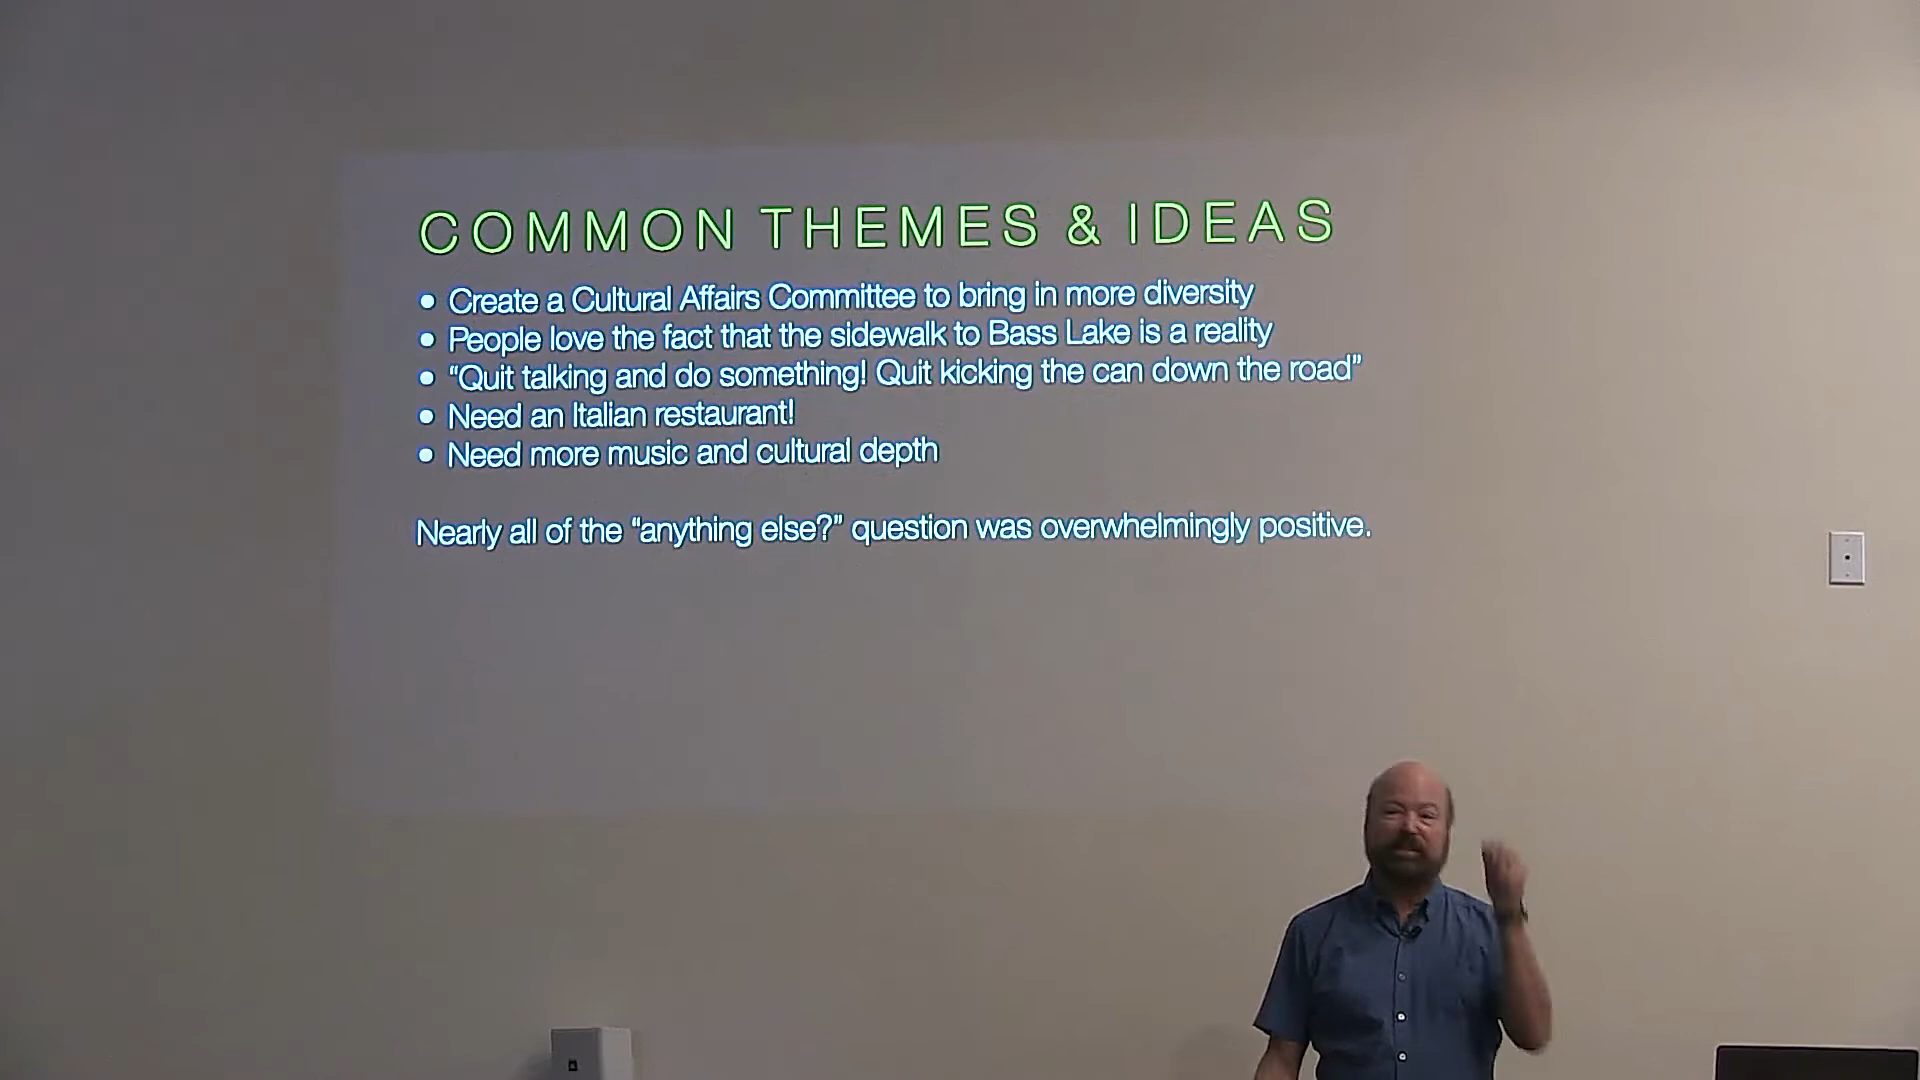 COMMON THEMES & IDEAS
• Create a Cultural Affairs Committee to bring in more diversity
• People love the fact that the sidewalk to Bass Lake is a reality
• “Quit talking and do something! Quit kicking the can down the road”
• Need an Italian restaurant!
• Need more music and cultural depth
Nearly all of the “anything else?” question was overwhelmingly positive.